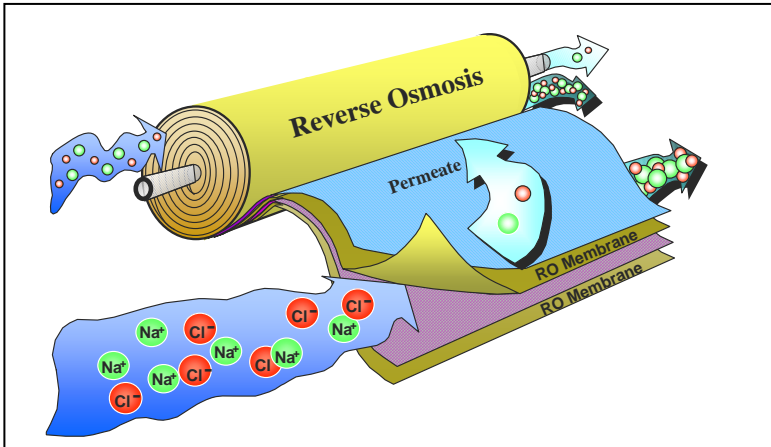 Reverse Osmosis
Permeate
RO Membrane
RO Membrane
Cl⁻
Cl⁻
Cl⁻
Na⁺
Na⁺
Na⁺
Cl⁻
Na⁺
Na⁺
Na⁺
Cl⁻
Cl⁻